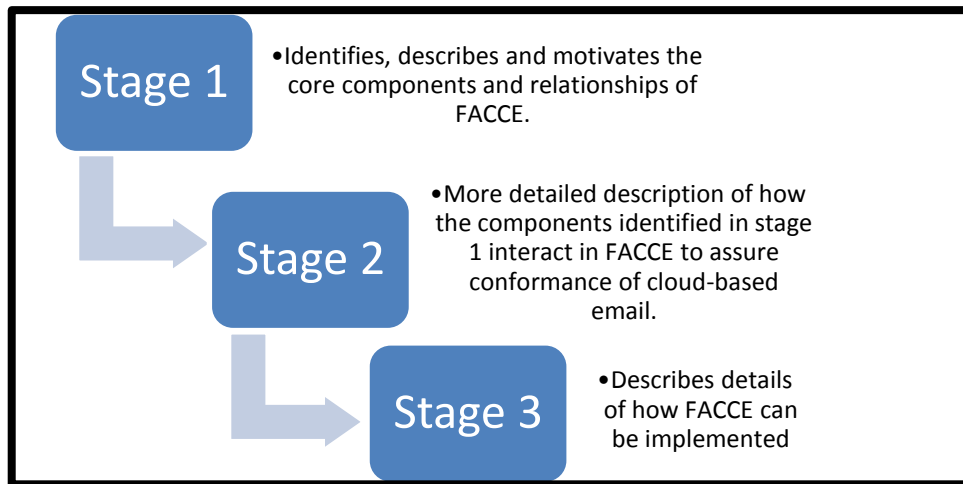 Stage 1
•Identifies, describes and motivates the
core components and relationships of
FACCE.
Stage 2
•More detailed description of how
the components identified in stage
1 interact in FACCE to assure
conformance of cloud-based
email.
Stage 3
•Describes details
of how FACCE can
be implemented